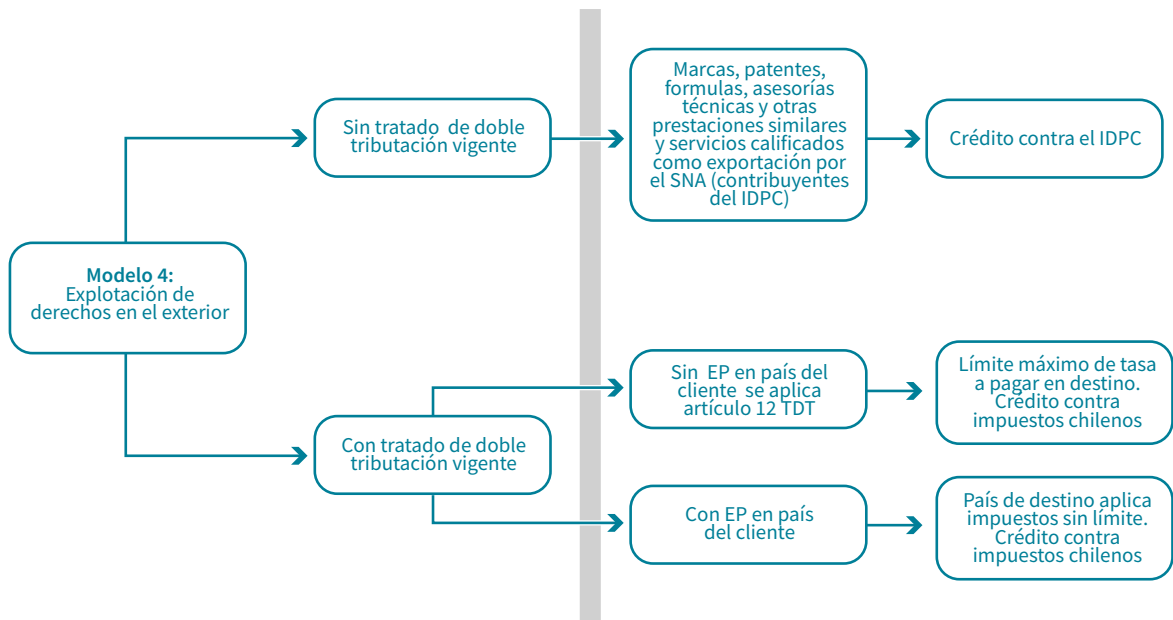 Modelo 4:
Explotación de
derechos en el exterior
Sin tratado de doble
tributación vigente
Marcas, patentes,
formulas, asesorías
técnicas y otras
prestaciones similares
y servicios calificados
como exportación por
el SNA (contribuyentes
del IDPC)
Crédito contra el IDPC
Con tratado de doble
tributación vigente
Sin EP en país del
cliente se aplica
artículo 12 TDT
Límite máximo de tasa
a pagar en destino.
Crédito contra
impuestos chilenos
Con EP en país
del cliente
País de destino aplica
impuestos sin límite.
Crédito contra
impuestos chilenos